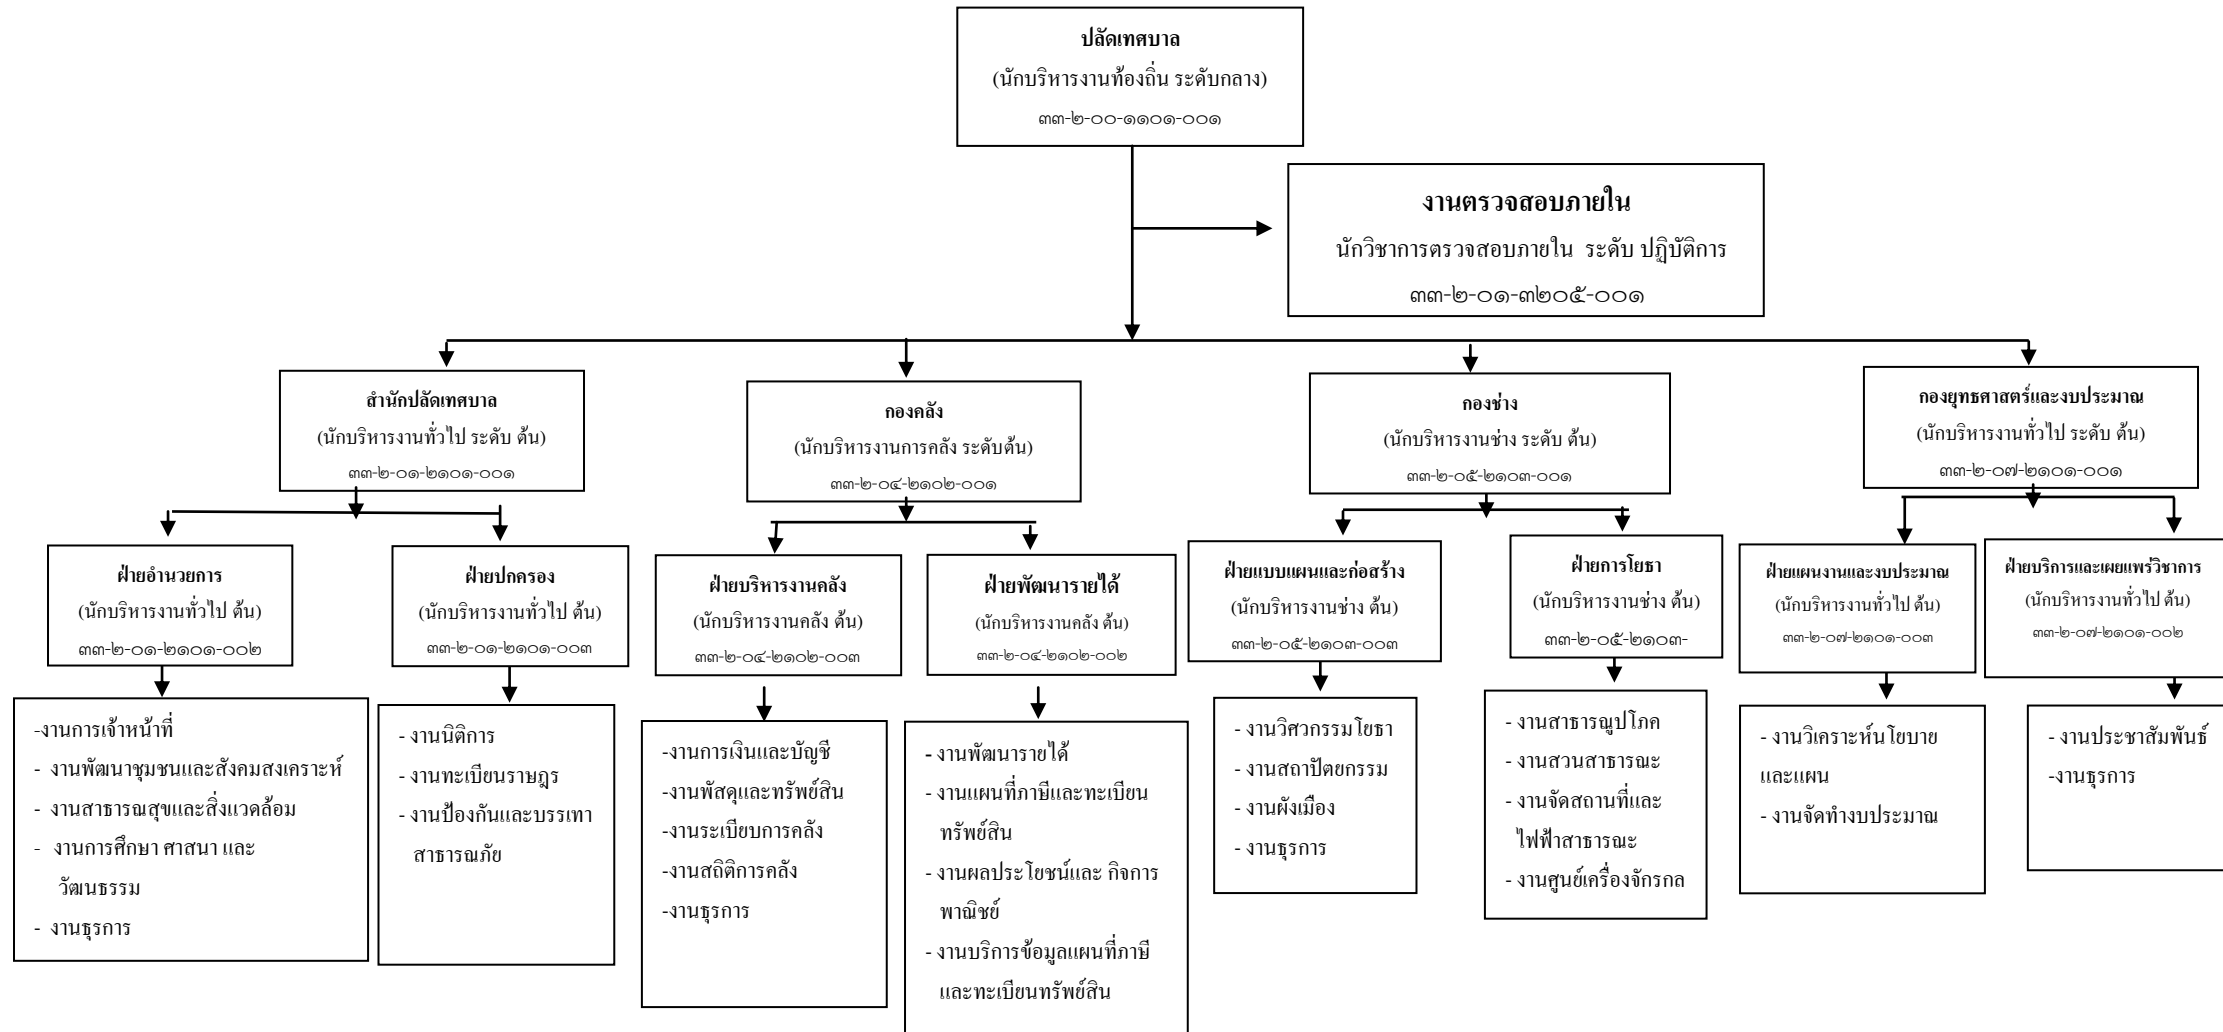 ปลัดเทศบาล
(นักบริหารงานท้องถิ่น ระดับกลาง)
๓๓-๒-๐๐-๑๑๐๑-๐๐๑
งานตรวจสอบภายใน
นักวิชาการตรวจสอบภายใน ระดับ ปฏิบัติการ
๓๓-๒-๐๑-๓๒๐๕-๐๐๑
สำนักปลัดเทศบาล
(นักบริหารงานทั่วไป ระดับ ต้น)
๓๓-๒-๐๑-๒๑๐๑-๐๐๑
กองคลัง
(นักบริหารงานการคลัง ระดับต้น)
๓๓-๒-๐๔-๒๑๐๒-๐๐๑
กองช่าง
(นักบริหารงานช่าง ระดับ ต้น)
๓๓-๒-๐๕-๒๑๐๓-๐๐๑
กองยุทธศาสตร์และงบประมาณ
(นักบริหารงานทั่วไป ระดับ ต้น)
๓๓-๒-๐๗-๒๑๐๑-๐๐๑
ฝ่ายอำนวยการ
(นักบริหารงานทั่วไป ต้น)
๓๓-๒-๐๑-๒๑๐๑-๐๐๒
ฝ่ายปกครอง
(นักบริหารงานทั่วไป ต้น)
๓๓-๒-๐๑-๒๑๐๑-๐๐๓
ฝ่ายบริหารงานคลัง
(นักบริหารงานคลัง ต้น)
๓๓-๒-๐๔-๒๑๐๒-๐๐๓
ฝ่ายพัฒนารายได้
(นักบริหารงานคลัง ต้น)
๓๓-๒-๐๔-๒๑๐๒-๐๐๒
ฝ่ายแบบแผนและก่อสร้าง
(นักบริหารงานช่าง ต้น)
๓๓-๒-๐๕-๒๑๐๓-๐๐๓
ฝ่ายการโยธา
(นักบริหารงานช่าง ต้น)
๓๓-๒-๐๕-๒๑๐๓-
ฝ่ายแผนงานและงบประมาณ
(นักบริหารงานทั่วไป ต้น)
๓๓-๒-๐๗-๒๑๐๑-๐๐๓
ฝ่ายบริการและเผยแพร่วิชาการ
(นักบริหารงานทั่วไป ต้น)
๓๓-๒-๐๗-๒๑๐๑-๐๐๒
-งานการเจ้าหน้าที่
- งานพัฒนาชุมชนและสังคมสงเคราะห์
- งานสาธารณสุขและสิ่งแวดล้อม
- งานการศึกษา ศาสนา และ
วัฒนธรรม
- งานธุรการ
- งานนิติการ
- งานทะเบียนราษฎร
- งานป้องกันและบรรเทา
สาธารณภัย
-งานการเงินและบัญชี
-งานพัสดุและทรัพย์สิน
-งานระเบียบการคลัง
-งานสถิติการคลัง
-งานธุรการ
- งานพัฒนารายได้
- งานแผนที่ภาษีและทะเบียน
ทรัพย์สิน
- งานผลประโยชน์และ กิจการ
พาณิชย์
- งานบริการข้อมูลแผนที่ภาษี
และทะเบียนทรัพย์สิน
- งานวิศวกรรมโยธา
- งานสถาปัตยกรรม
- งานผังเมือง
- งานธุรการ
- งานสาธารณูปโภค
- งานสวนสาธารณะ
- งานจัดสถานที่และ
ไฟฟ้าสาธารณะ
- งานศูนย์เครื่องจักรกล
- งานวิเคราะห์นโยบาย
และแผน
- งานจัดทำงบประมาณ
- งานประชาสัมพันธ์
-งานธุรการ